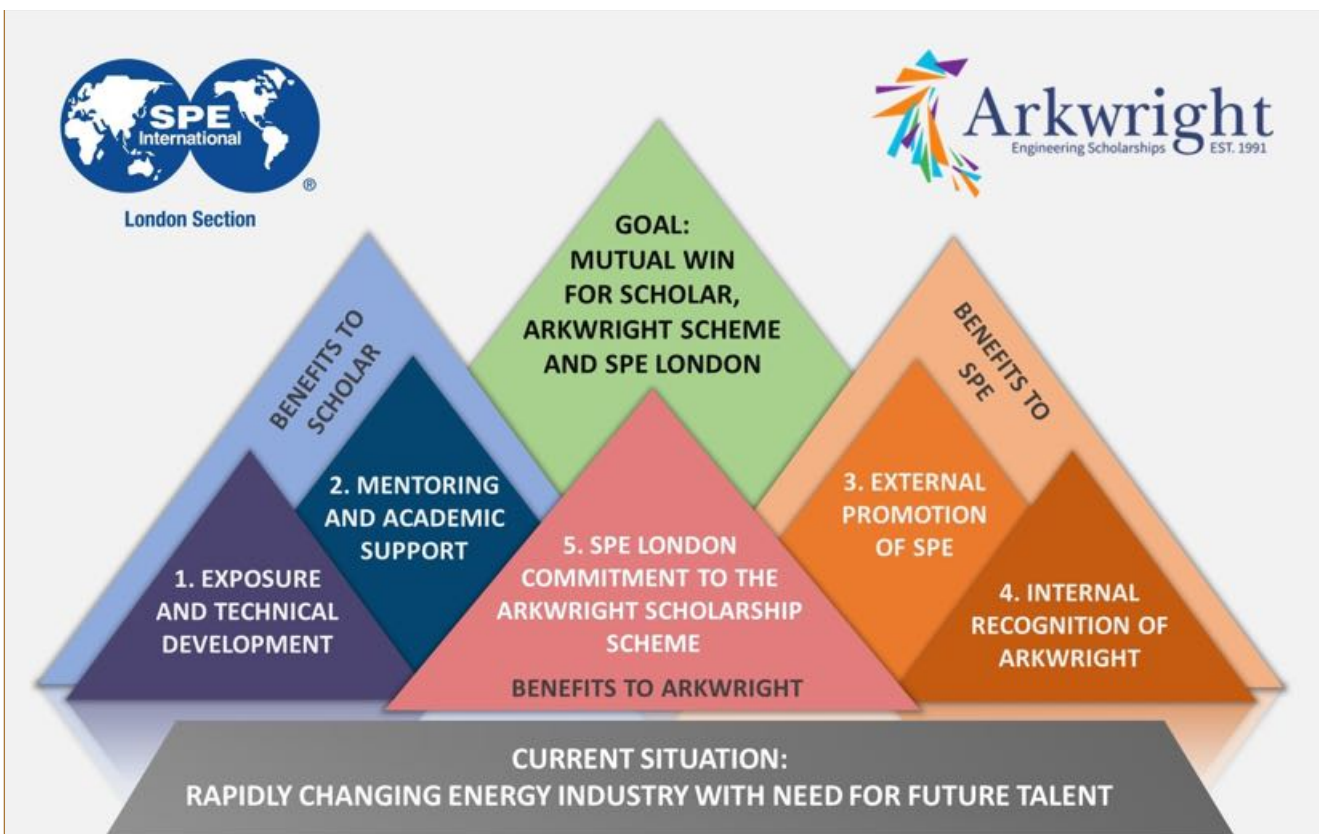 SPE
International
®
London Section
Arkwright
Engineering Scholarships EST. 1991
GOAL:
MUTUAL WIN
FOR SCHOLAR,
ARKWRIGHT SCHEME
AND SPE LONDON
BENEFITS TO
SCHOLAR
BENEFITS TO
SPE
1. EXPOSURE
AND TECHNICAL
DEVELOPMENT
2. MENTORING
AND ACADEMIC
SUPPORT
3. EXTERNAL
PROMOTION
OF SPE
4. INTERNAL
RECOGNITION OF
ARKWRIGHT
5. SPE LONDON
COMMITMENT TO THE
ARKWRIGHT SCHOLARSHIP
SCHEME
BENEFITS TO ARKWRIGHT
CURRENT SITUATION:
RAPIDLY CHANGING ENERGY INDUSTRY WITH NEED FOR FUTURE TALENT